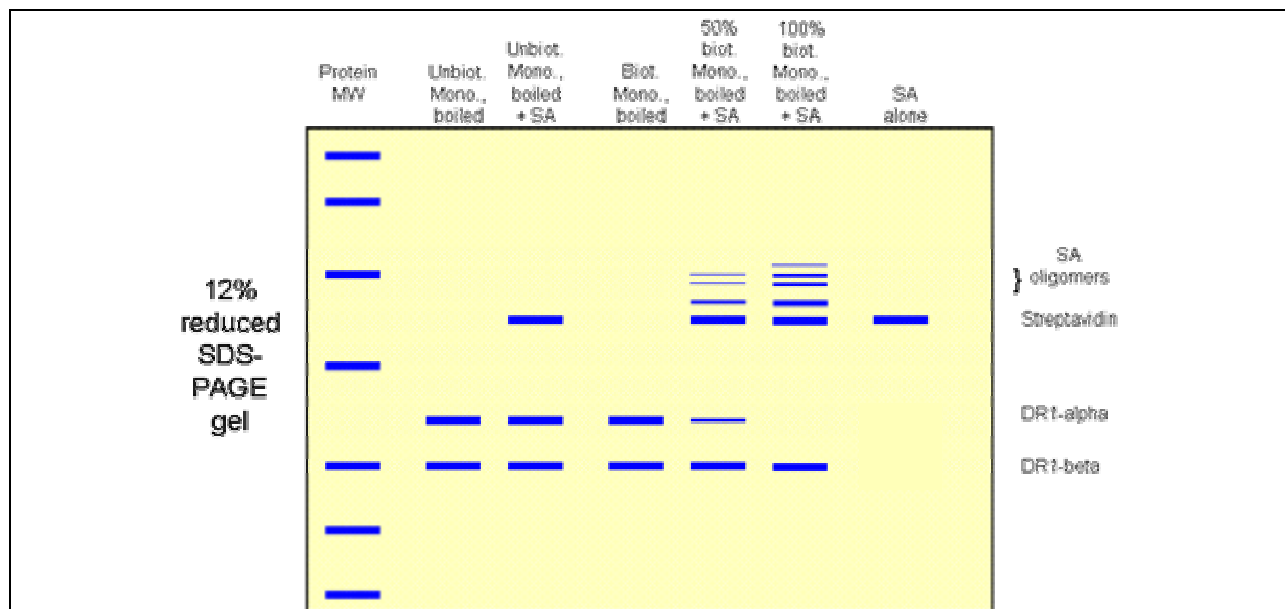 Protein
MW
Unbiot.
Mono.,
boiled
Unbiot.
Mono.,
boiled
+ SA
Biot.
Mono.,
boiled
50%
biot.
Mono.,
boiled
+ SA
100%
biot.
Mono.,
boiled
+ SA
SA
alone
12%
reduced
SDS-
PAGE
gel
SA
} oligomers
Streptavidin
DR1-alpha
DR1-beta